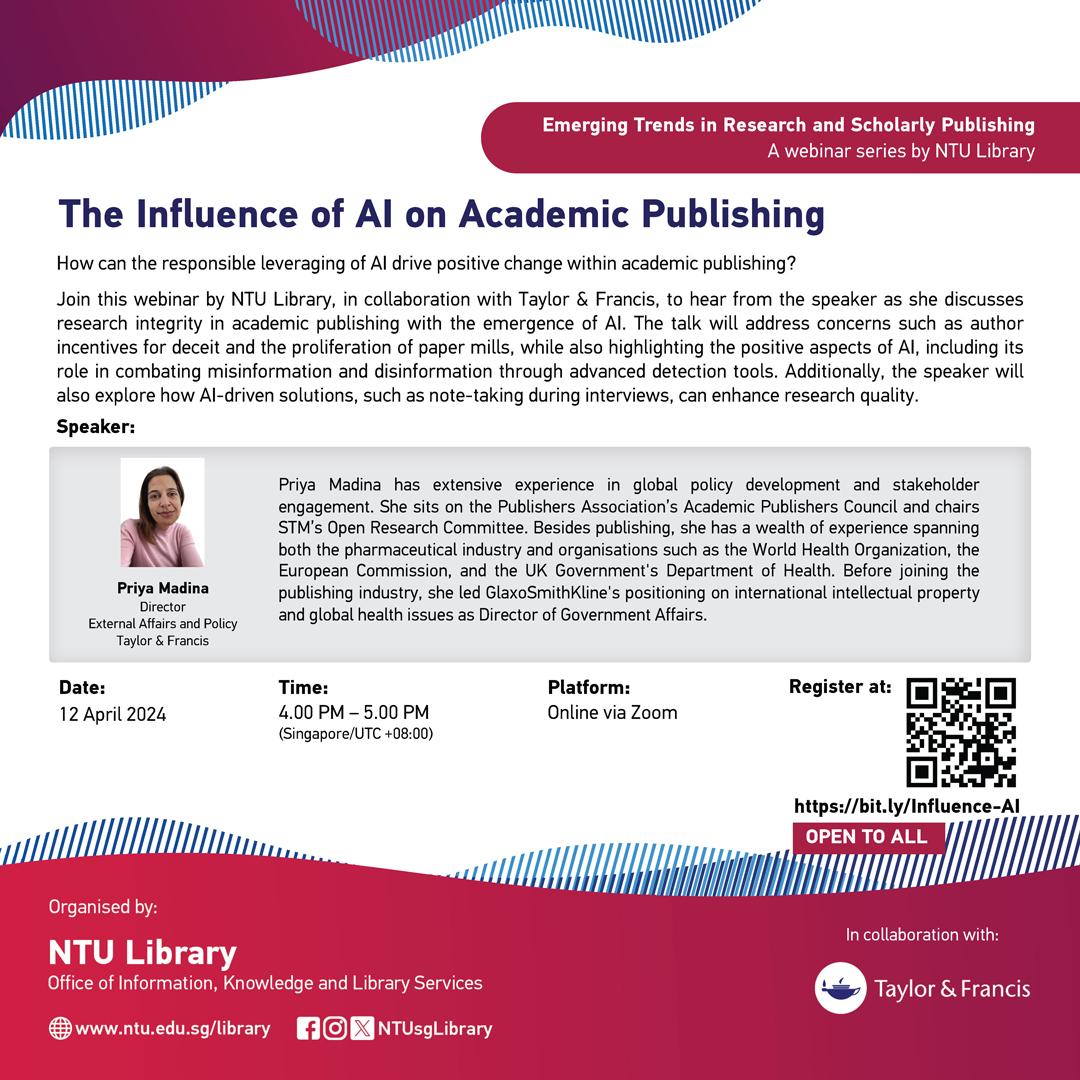 Emerging Trends in Research and Scholarly Publishing
A webinar series by NTU Library
The Influence of AI on Academic Publishing
How can the responsible leveraging of AI drive positive change within academic publishing?
Join this webinar by NTU Library, in collaboration with Taylor & Francis, to hear from the speaker as she discusses
research integrity in academic publishing with the emergence of AI. The talk will address concerns such as author
incentives for deceit and the proliferation of paper mills, while also highlighting the positive aspects of AI, including its
role in combating misinformation and disinformation through advanced detection tools. Additionally, the speaker will
also explore how AI-driven solutions, such as note-taking during interviews, can enhance research quality.
Speaker:
Priya Madina
Director
External Affairs and Policy
Taylor & Francis
Priya Madina has extensive experience in global policy development and stakeholder
engagement. She sits on the Publishers Association’s Academic Publishers Council and chairs
STM’s Open Research Committee. Besides publishing, she has a wealth of experience spanning
both the pharmaceutical industry and organisations such as the World Health Organization, the
European Commission, and the UK Government's Department of Health. Before joining the
publishing industry, she led GlaxoSmithKline's positioning on international intellectual property
and global health issues as Director of Government Affairs.
Date:
12 April 2024
Time:
4.00 PM – 5.00 PM
(Singapore/UTC +08:00)
Platform:
Online via Zoom
Register at:
https://bit.ly/Influence-AI
OPEN TO ALL
Organised by:
NTU Library
Office of Information, Knowledge and Library Services
www.ntu.edu.sg/library
NTUsgLibrary
In collaboration with:
Taylor & Francis